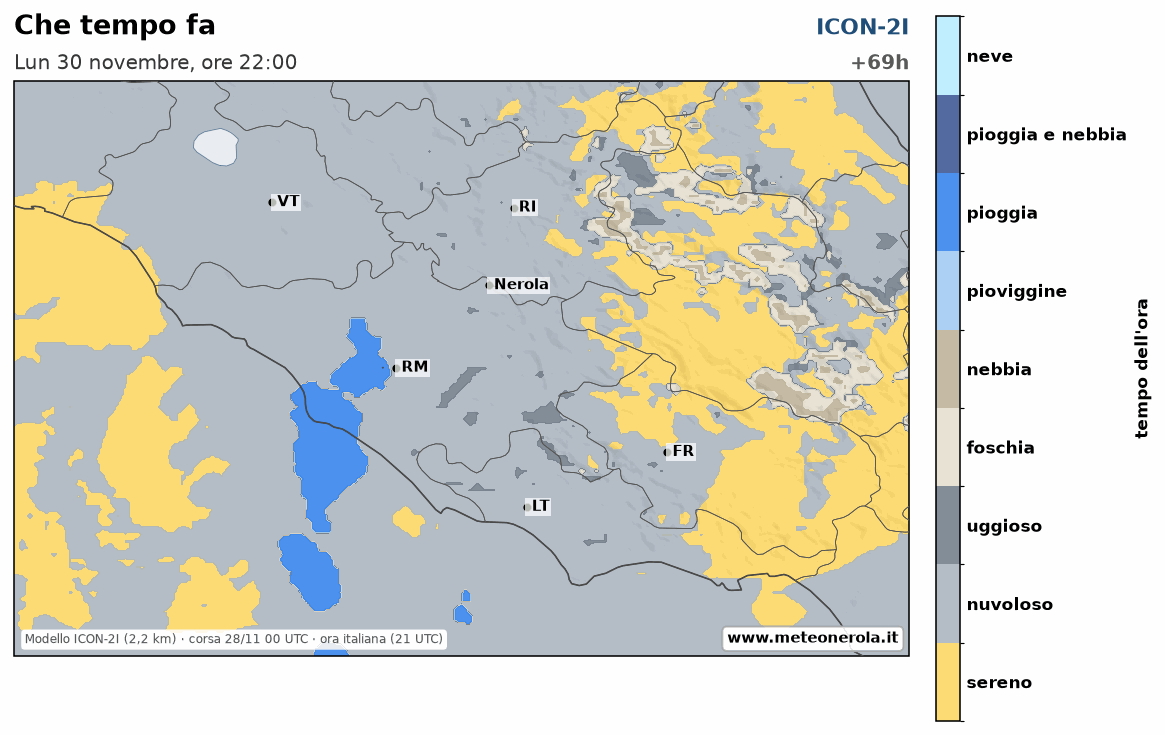 Che tempo fa
ICON-2I
Lun 30 novembre, ore 22:00
+69h
neve
pioggia e nebbia
pioggia
pioviggine
nebbia
foschia
uggioso
nuvoloso
sereno
tempo dell'ora
VT
RI
Nerola
RM
FR
LT
Modello ICON-2I (2,2 km) · corsa 28/11 00 UTC · ora italiana (21 UTC)
www.meteonerola.it